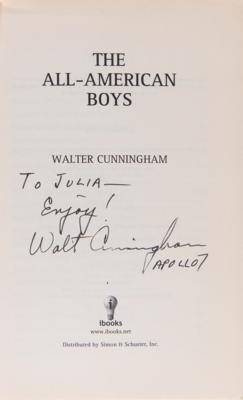 THE
ALL-AMERICAN
BOYS
WALTER CUNNINGHAM
TO JULIA—
Enjoy!
Walt Cunningham
APOLLO 7
ibooks
www.ibooks.net
Distributed by Simon & Schuster, Inc.